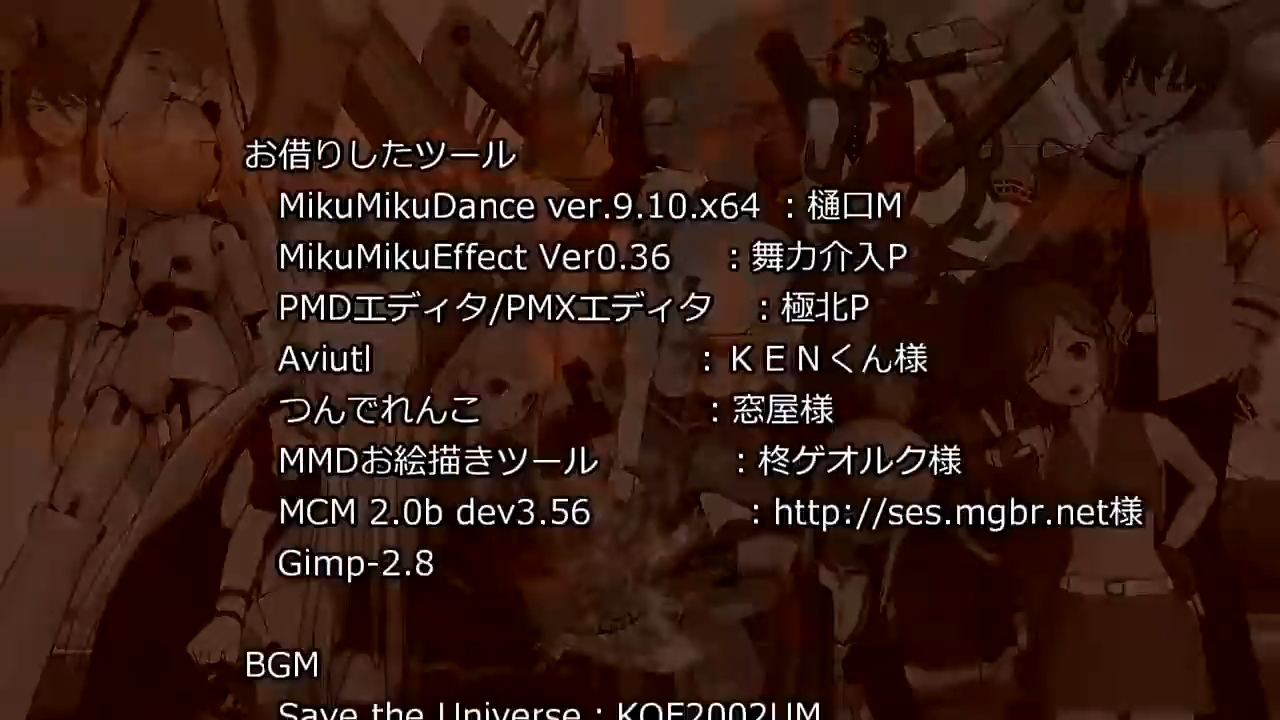 お借りしたツール
MikuMikuDance ver.9.10.x64 ：樋口M
MikuMikuEffect Ver0.36 ：舞力介入P
PMDエディタ/PMXエディタ ：極北P
Aviutl ：ＫＥＮくん様
つんでれんこ ：窓屋様
MMDお絵描きツール ：柊ゲオルク様
MCM 2.0b dev3.56 ：http://ses.mgbr.net様
Gimp-2.8
BGM
Save the Universe：KOF2002UM